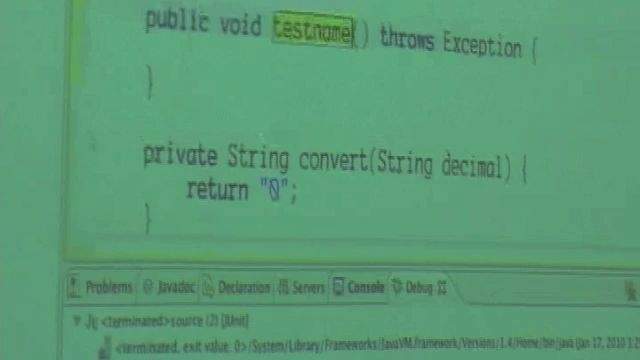 public void testname() throws Exception {
}
private String convert(String decimal) {
return "0";
}
Problems Javadoc Declaration Servers Console Debug
<terminated>source (2) [JUnit]
<terminated, exit value: 0>/System/Library/Frameworks/JavaVM.framework/Versions/1.4/Home/bin/java (Jan 17, 2010